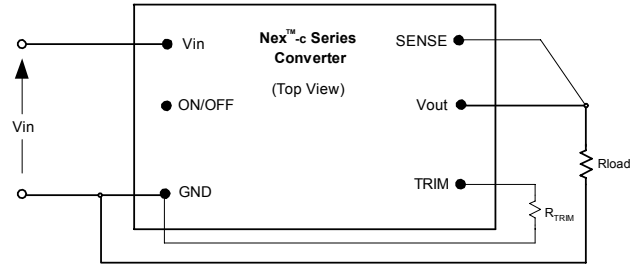 Nex™-c Series
Converter
(Top View)
Vin
ON/OFF
GND
SENSE
Vout
TRIM
Vin
Rload
RTRIM